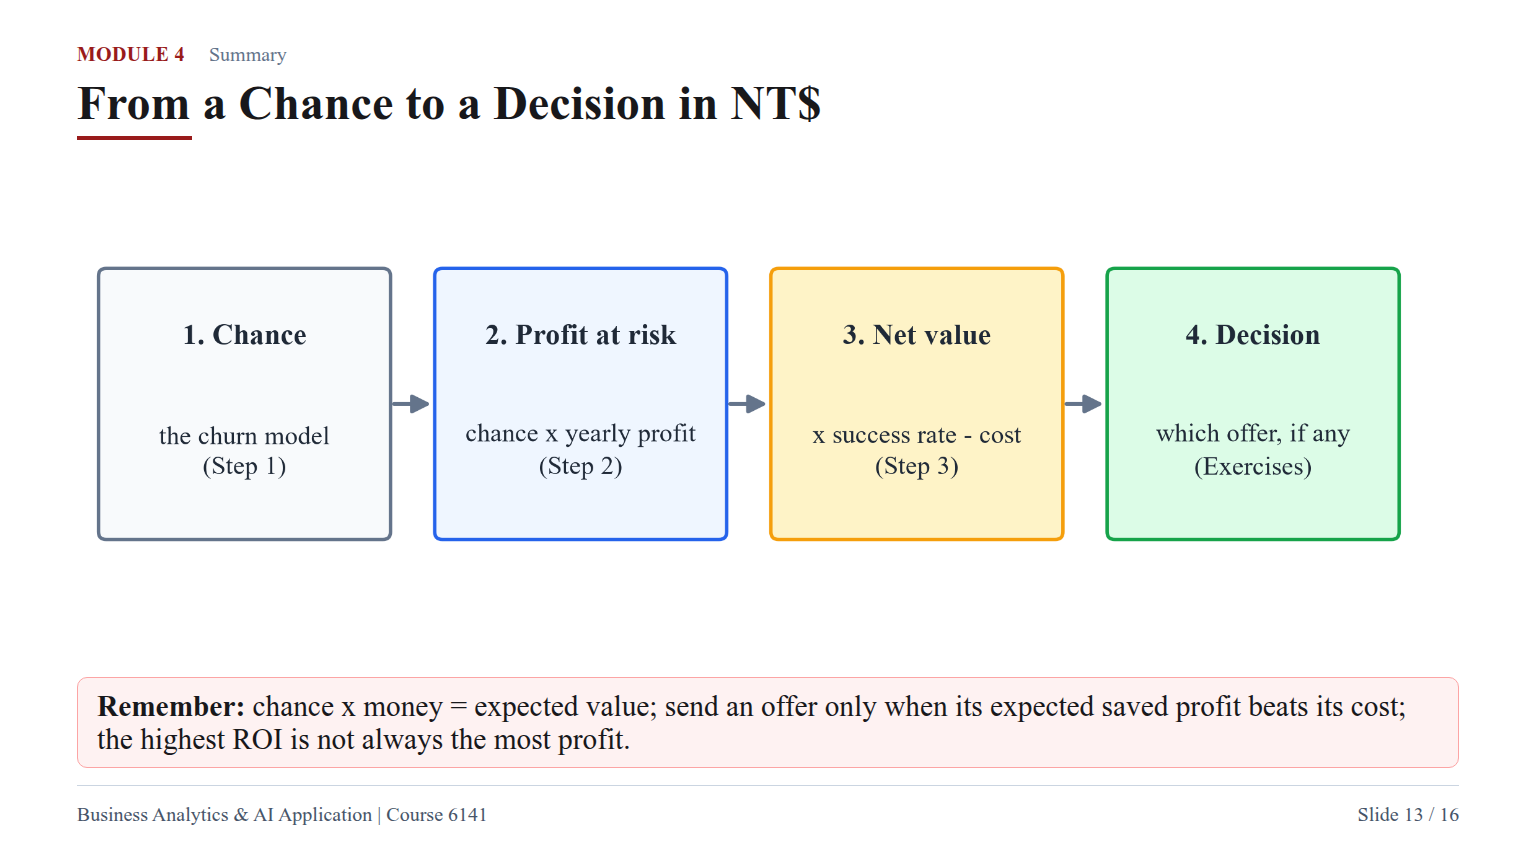 MODULE 4 Summary
From a Chance to a Decision in NT$
1. Chance
the churn model
(Step 1)
2. Profit at risk
chance x yearly profit
(Step 2)
3. Net value
x success rate - cost
(Step 3)
4. Decision
which offer, if any
(Exercises)
Remember: chance x money = expected value; send an offer only when its expected saved profit beats its cost;
the highest ROI is not always the most profit.
Business Analytics & AI Application | Course 6141
Slide 13 / 16